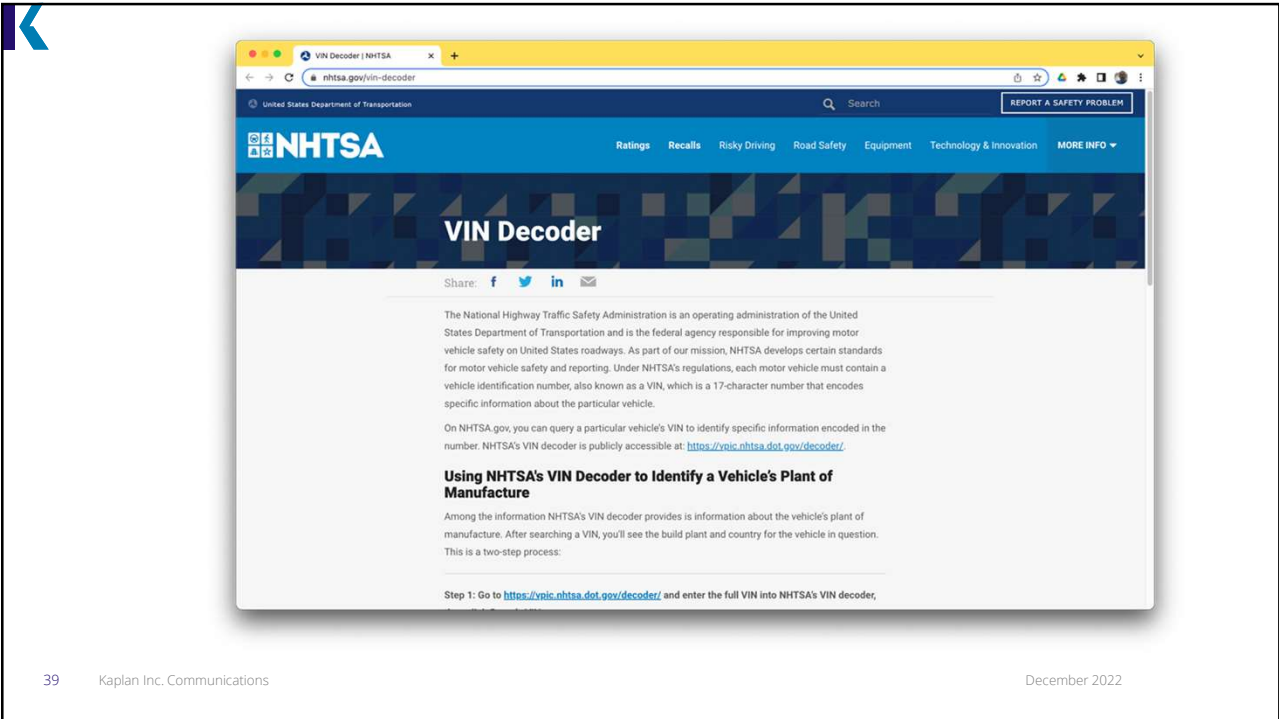 VIN Decoder | NHTSA
nhtsa.gov/vin-decoder
United States Department of Transportation
Search
REPORT A SAFETY PROBLEM
NHTSA
Ratings Recalls Risky Driving Road Safety Equipment Technology & Innovation MORE INFO
VIN Decoder
Share:
The National Highway Traffic Safety Administration is an operating administration of the United
States Department of Transportation and is the federal agency responsible for improving motor
vehicle safety on United States roadways. As part of our mission, NHTSA develops certain standards
for motor vehicle safety and reporting. Under NHTSA's regulations, each motor vehicle must contain a
vehicle identification number, also known as a VIN, which is a 17-character number that encodes
specific information about the particular vehicle.
On NHTSA.gov, you can query a particular vehicle's VIN to identify specific information encoded in the
number. NHTSA's VIN decoder is publicly accessible at: https://vpic.nhtsa.dot.gov/decoder/.
Using NHTSA's VIN Decoder to Identify a Vehicle's Plant of
Manufacture
Among the information NHTSA's VIN decoder provides is information about the vehicle's plant of
manufacture. After searching a VIN, you'll see the build plant and country for the vehicle in question.
This is a two-step process:
Step 1: Go to https://vpic.nhtsa.dot.gov/decoder/ and enter the full VIN into NHTSA's VIN decoder,
39 Kaplan Inc. Communications
December 2022